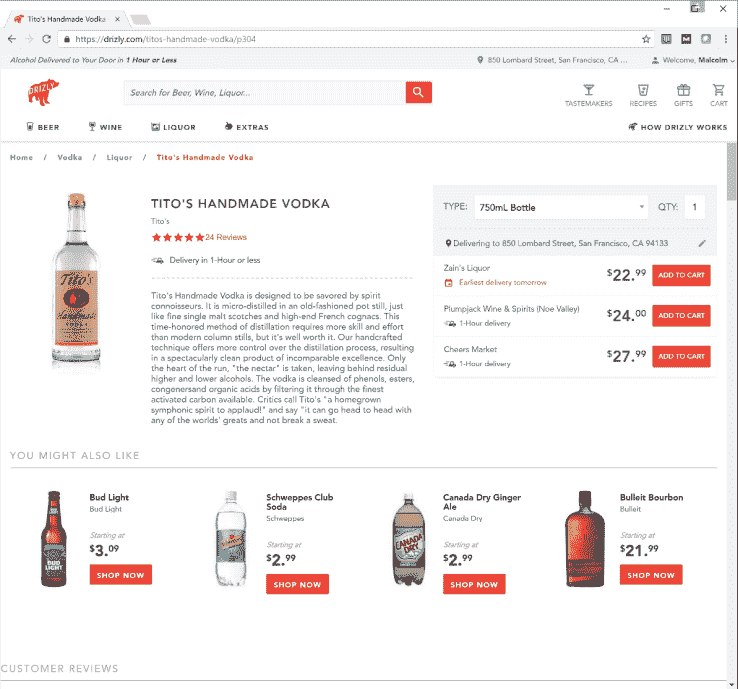 Tito's Handmade Vodka
https://drizly.com/titos-handmade-vodka/p304
Alcohol Delivered to Your Door in 1 Hour or Less
850 Lombard Street, San Francisco, CA ...
Welcome, Malcolm
DRIZLY
Search for Beer, Wine, Liquor...
TASTEMAKERS
RECIPES
GIFTS
CART
BEER
WINE
LIQUOR
EXTRAS
HOW DRIZLY WORKS
Home / Vodka / Liquor / Tito's Handmade Vodka
TITO'S HANDMADE VODKA
Tito's
24 Reviews
Delivery in 1-Hour or less
Tito's Handmade Vodka is designed to be savored by spirit
connoisseurs. It is micro-distilled in an old-fashioned pot still, just
like fine single malt scotches and high-end French cognacs. This
time-honored method of distillation requires more skill and effort
than modern column stills, but it's well worth it. Our handcrafted
technique offers more control over the distillation process, resulting
in a spectacularly clean product of incomparable excellence. Only
the heart of the run, "the nectar" is taken, leaving behind residual
higher and lower alcohols. The vodka is cleansed of phenols, esters,
congenersand organic acids by filtering it through the finest
activated carbon available. Critics call Tito's "a homegrown
symphonic spirit to applaud!" and say "it can go head to head with
any of the worlds' greats and not break a sweat.
Tito's
Handmade
VODKA
TYPE:
750mL Bottle
QTY:
1
Delivering to 850 Lombard Street, San Francisco, CA 94133
Zain's Liquor
Earliest delivery tomorrow
$22.99
ADD TO CART
Plumpjack Wine & Spirits (Noe Valley)
1-Hour delivery
$24.00
ADD TO CART
Cheers Market
1-Hour delivery
$27.99
ADD TO CART
YOU MIGHT ALSO LIKE
BUD
LIGHT
Bud Light
Bud Light
Starting at
$3.09
SHOP NOW
Schweppes Club
Soda
Schweppes
Starting at
$2.99
SHOP NOW
CANADA
DRY
Canada Dry Ginger
Ale
Canada Dry
Starting at
$2.99
SHOP NOW
Bulleit Bourbon
Bulleit
Starting at
$21.99
SHOP NOW
CUSTOMER REVIEWS